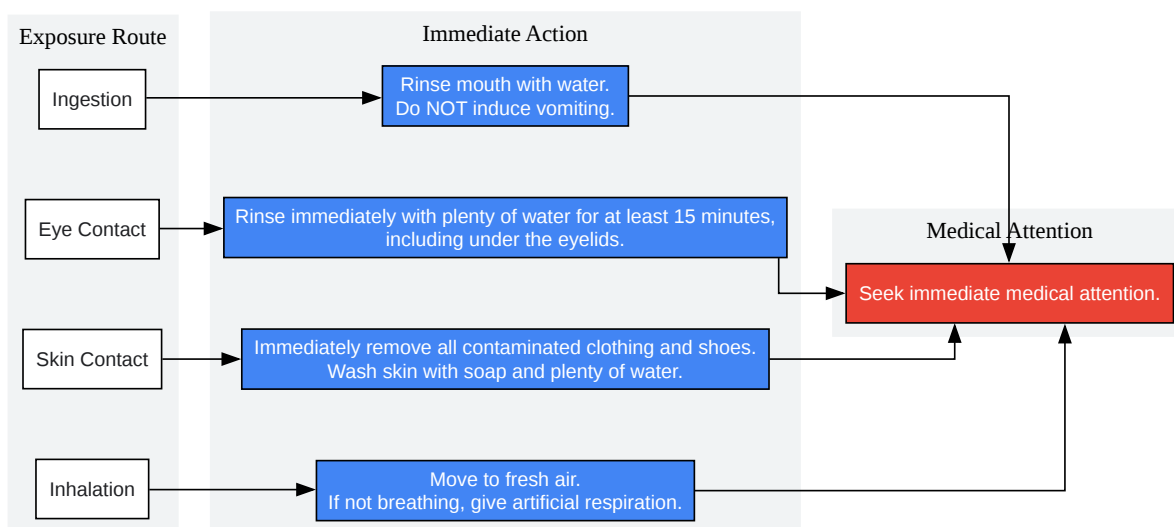 Exposure Route
Immediate Action
Ingestion
Rinse mouth with water.
Do NOT induce vomiting.
Eye Contact
Rinse immediately with plenty of water for at least 15 minutes,
including under the eyelids.
Medical Attention
Seek immediate medical attention.
Skin Contact
Immediately remove all contaminated clothing and shoes.
Wash skin with soap and plenty of water.
Inhalation
Move to fresh air.
If not breathing, give artificial respiration.